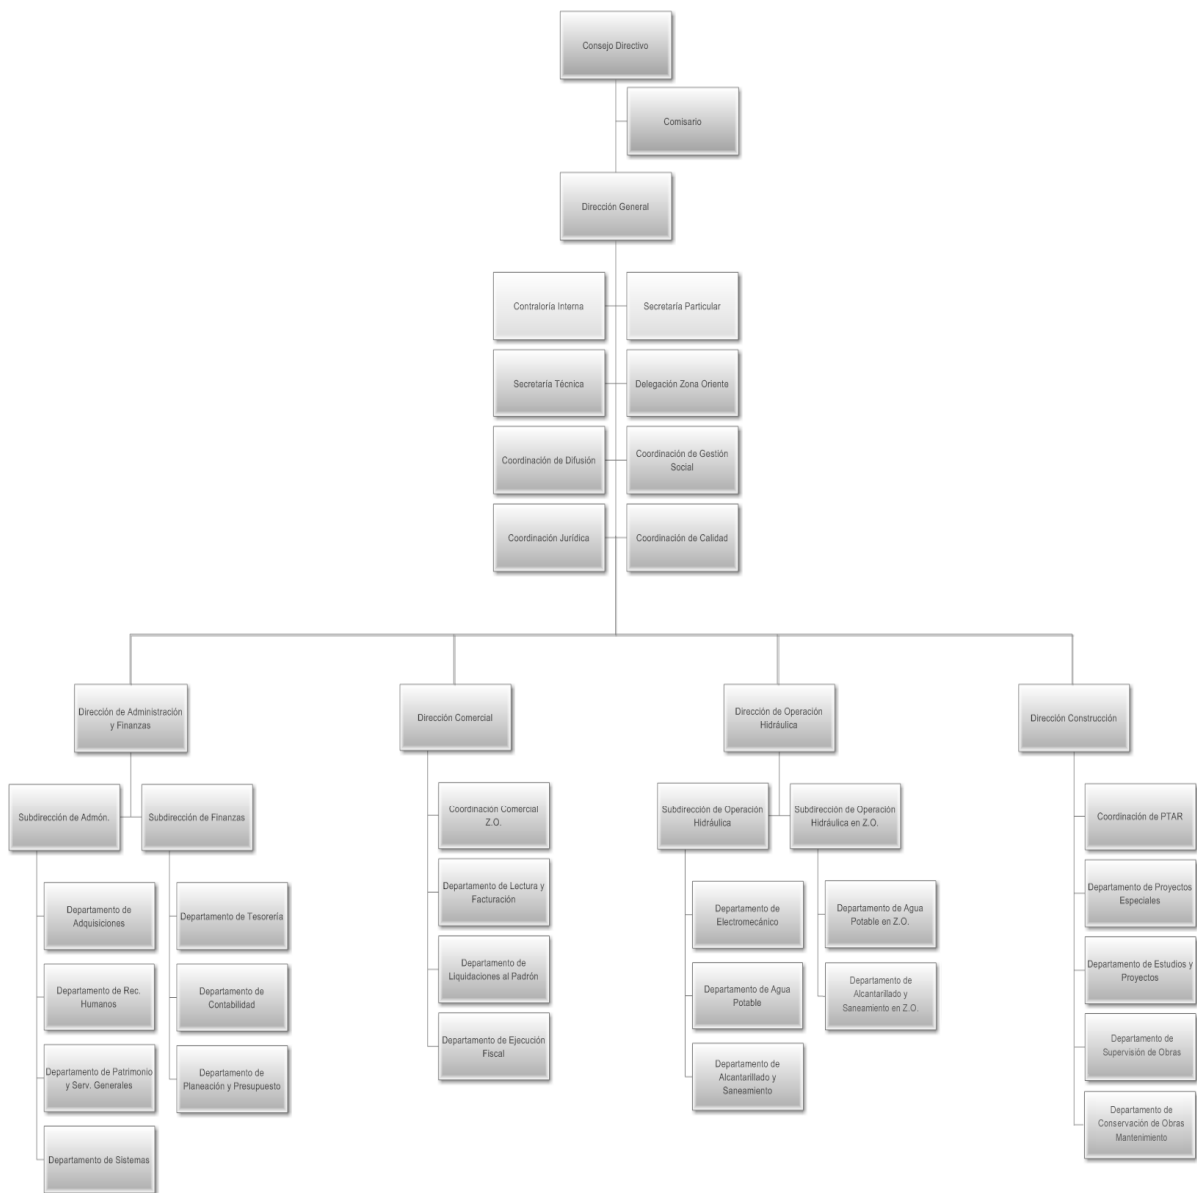 Consejo Directivo
Comisario
Dirección General
Contraloría Interna
Secretaría Particular
Secretaría Técnica
Delegación Zona Oriente
Coordinación de Difusión
Coordinación de Gestión
Social
Coordinación Jurídica
Coordinación de Calidad
Dirección de Administración
y Finanzas
Dirección Comercial
Dirección de Operación
Hidráulica
Dirección Construcción
Subdirección de Admón.
Subdirección de Finanzas
Departamento de
Adquisiciones
Departamento de Rec.
Humanos
Departamento de Patrimonio
y Serv. Generales
Departamento de Sistemas
Departamento de Tesorería
Departamento de
Contabilidad
Departamento de
Planeación y Presupuesto
Coordinación Comercial
Z.O.
Departamento de Lectura y
Facturación
Departamento de
Liquidaciones al Padrón
Departamento de Ejecución
Fiscal
Subdirección de Operación
Hidráulica
Subdirección de Operación
Hidráulica en Z.O.
Departamento de
Electromecánico
Departamento de Agua
Potable
Departamento de
Alcantarillado y
Saneamiento
Departamento de Agua
Potable en Z.O.
Departamento de
Alcantarillado y
Saneamiento en Z.O.
Coordinación de PTAR
Departamento de Proyectos
Especiales
Departamento de Estudios y
Proyectos
Departamento de
Supervisión de Obras
Departamento de
Conservación de Obras
Mantenimiento